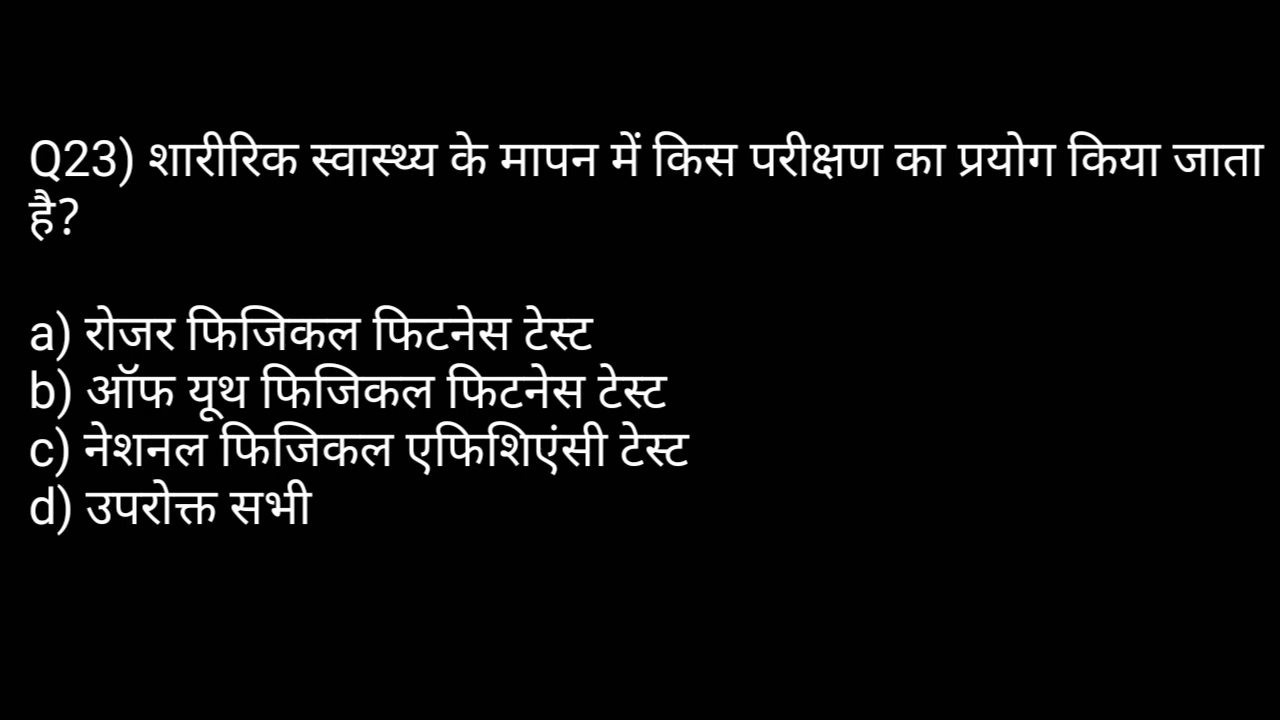 Q23) शारीरिक स्वास्थ्य के मापन में किस परीक्षण का प्रयोग किया जाता
है?
a) रोजर फिजिकल फिटनेस टेस्ट
b) ऑफ यूथ फिजिकल फिटनेस टेस्ट
c) नेशनल फिजिकल एफिशिएंसी टेस्ट
d) उपरोक्त सभी